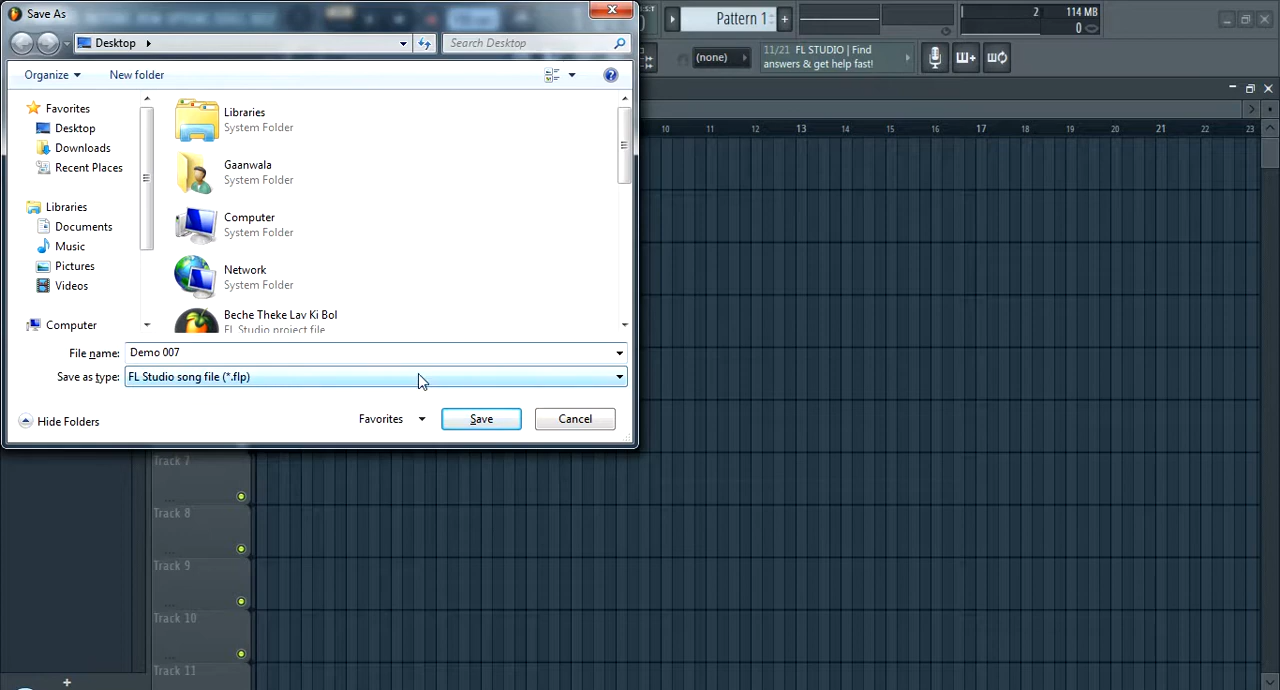 Save As
Desktop
Search Desktop
Organize
New folder
Favorites
Desktop
Downloads
Recent Places
Libraries
Documents
Music
Pictures
Videos
Computer
Libraries
System Folder
Gaanwala
System Folder
Computer
System Folder
Network
System Folder
Beche Theke Lav Ki Bol
FL Studio project file
File name: Demo 007
Save as type: FL Studio song file (*.flp)
Hide Folders
Favorites
Save
Cancel
Pattern 1
+
2
114 MB
0
(none)
11/21 FL STUDIO | Find
answers & get help fast!
10 11 12 13 14 15 16 17 18 19 20 21 22 23
Track 7
Track 8
Track 9
Track 10
Track 11
+